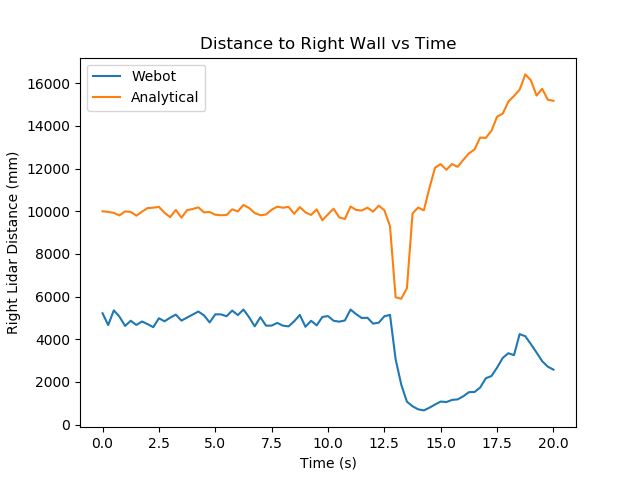 Distance to Right Wall vs Time
Webot
Analytical
16000
14000
12000
10000
8000
6000
4000
2000
0
Right Lidar Distance (mm)
0.0 2.5 5.0 7.5 10.0 12.5 15.0 17.5 20.0
Time (s)